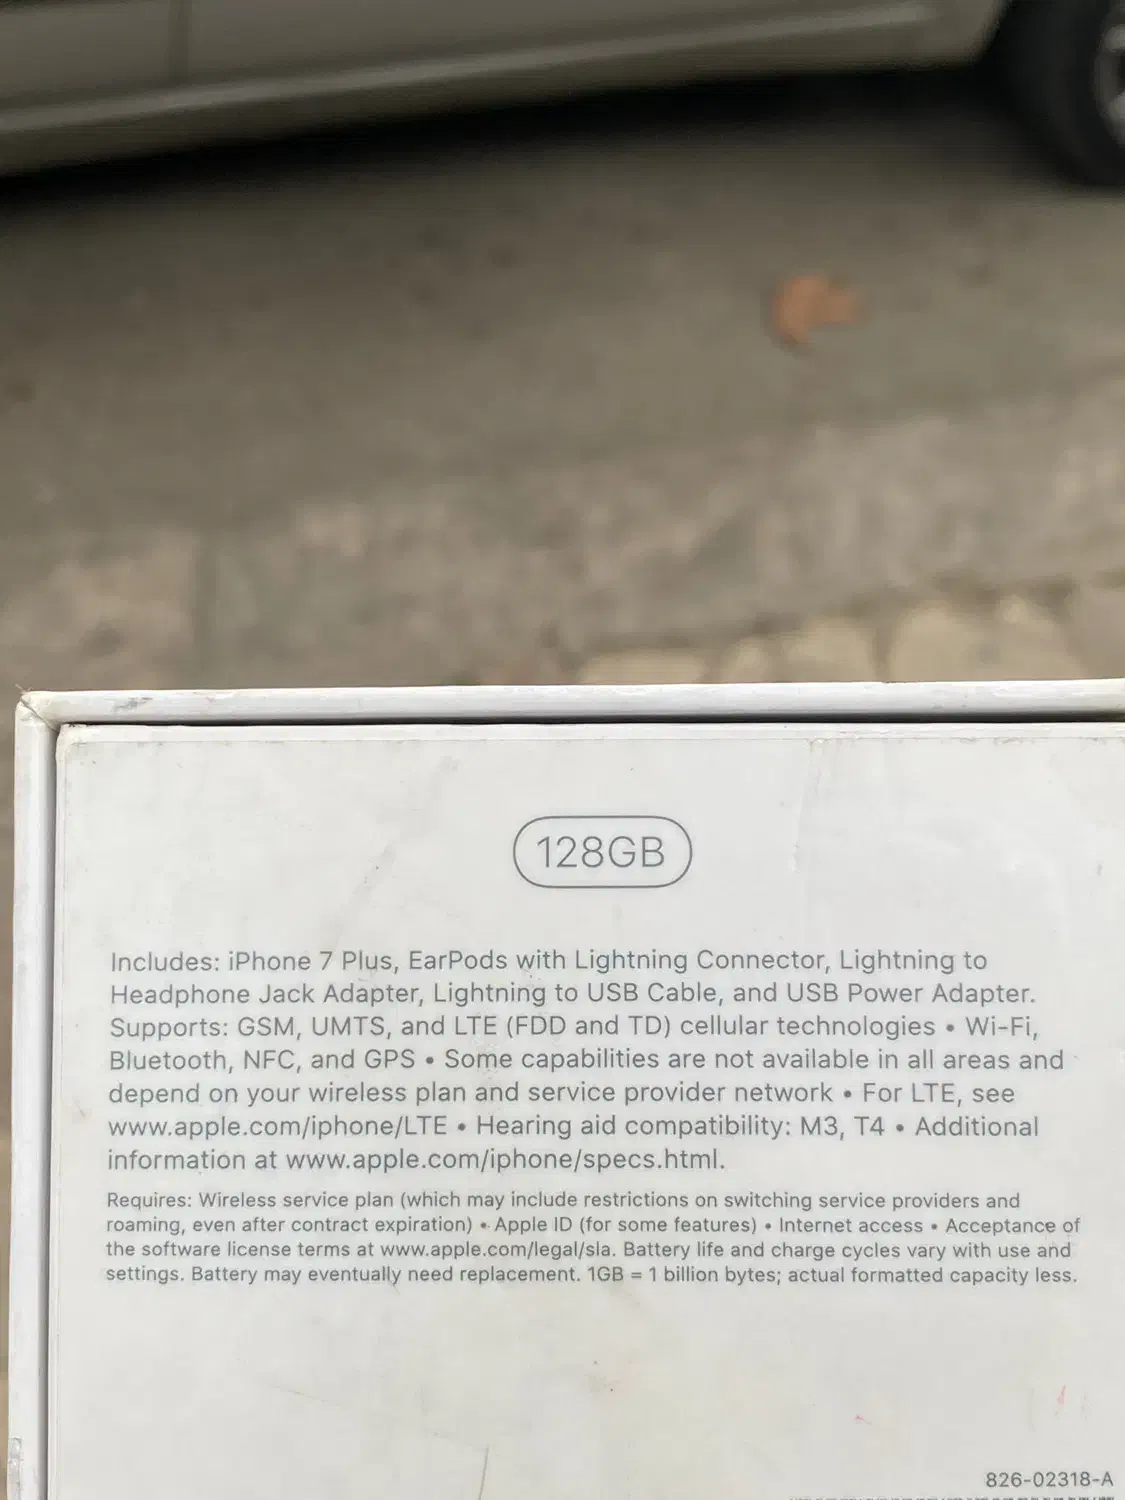 128GB
Includes: iPhone 7 Plus, EarPods with Lightning Connector, Lightning to
Headphone Jack Adapter, Lightning to USB Cable, and USB Power Adapter.
Supports: GSM, UMTS, and LTE (FDD and TD) cellular technologies • Wi-Fi,
Bluetooth, NFC, and GPS • Some capabilities are not available in all areas and
depend on your wireless plan and service provider network • For LTE, see
www.apple.com/iphone/LTE • Hearing aid compatibility: M3, T4 • Additional
information at www.apple.com/iphone/specs.html.
Requires: Wireless service plan (which may include restrictions on switching service providers and
roaming, even after contract expiration) • Apple ID (for some features) • Internet access • Acceptance of
the software license terms at www.apple.com/legal/sla. Battery life and charge cycles vary with use and
settings. Battery may eventually need replacement. 1GB = 1 billion bytes; actual formatted capacity less.
826-02318-A